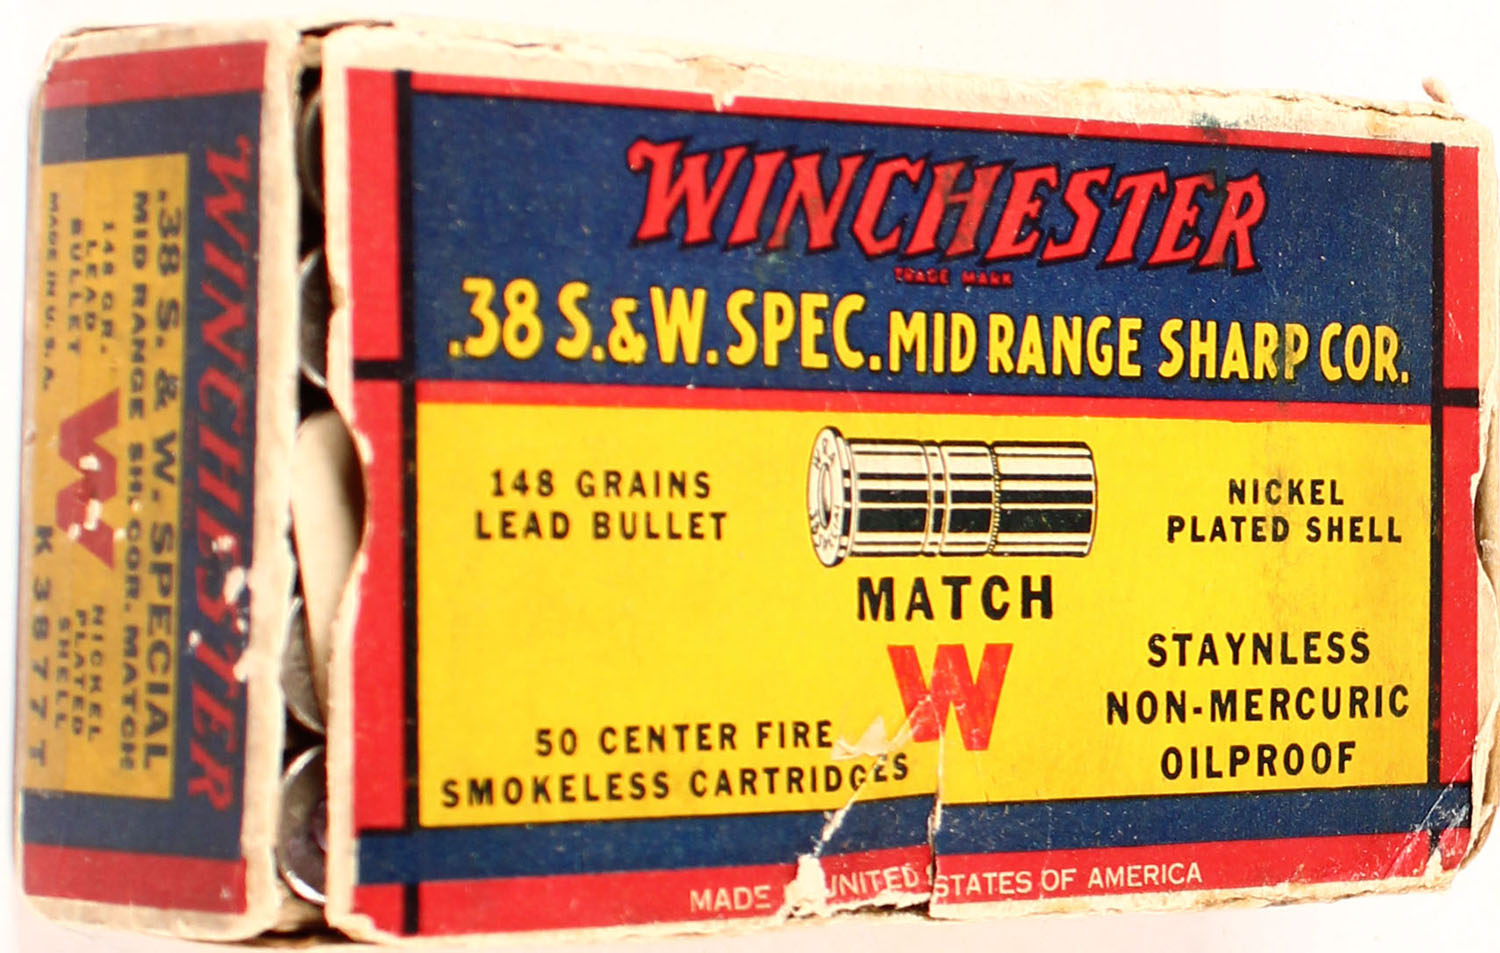 WINCHESTER
TRADE MARK
.38 S.&W. SPEC. MID RANGE SHARP COR.
148 GRAINS
LEAD BULLET
NICKEL
PLATED SHELL
MATCH
W
STAYNLESS
NON-MERCURIC
OILPROOF
50 CENTER FIRE
SMOKELESS CARTRIDGES
MADE UNITED STATES OF AMERICA
WINCHESTER
.38 S. & W. SPECIAL
MID RANGE SH. COR. MATCH
148 GR.
LEAD
BULLET
W
NICKEL
PLATED
SHELL
MADE IN U.S.A.
K 3877 T